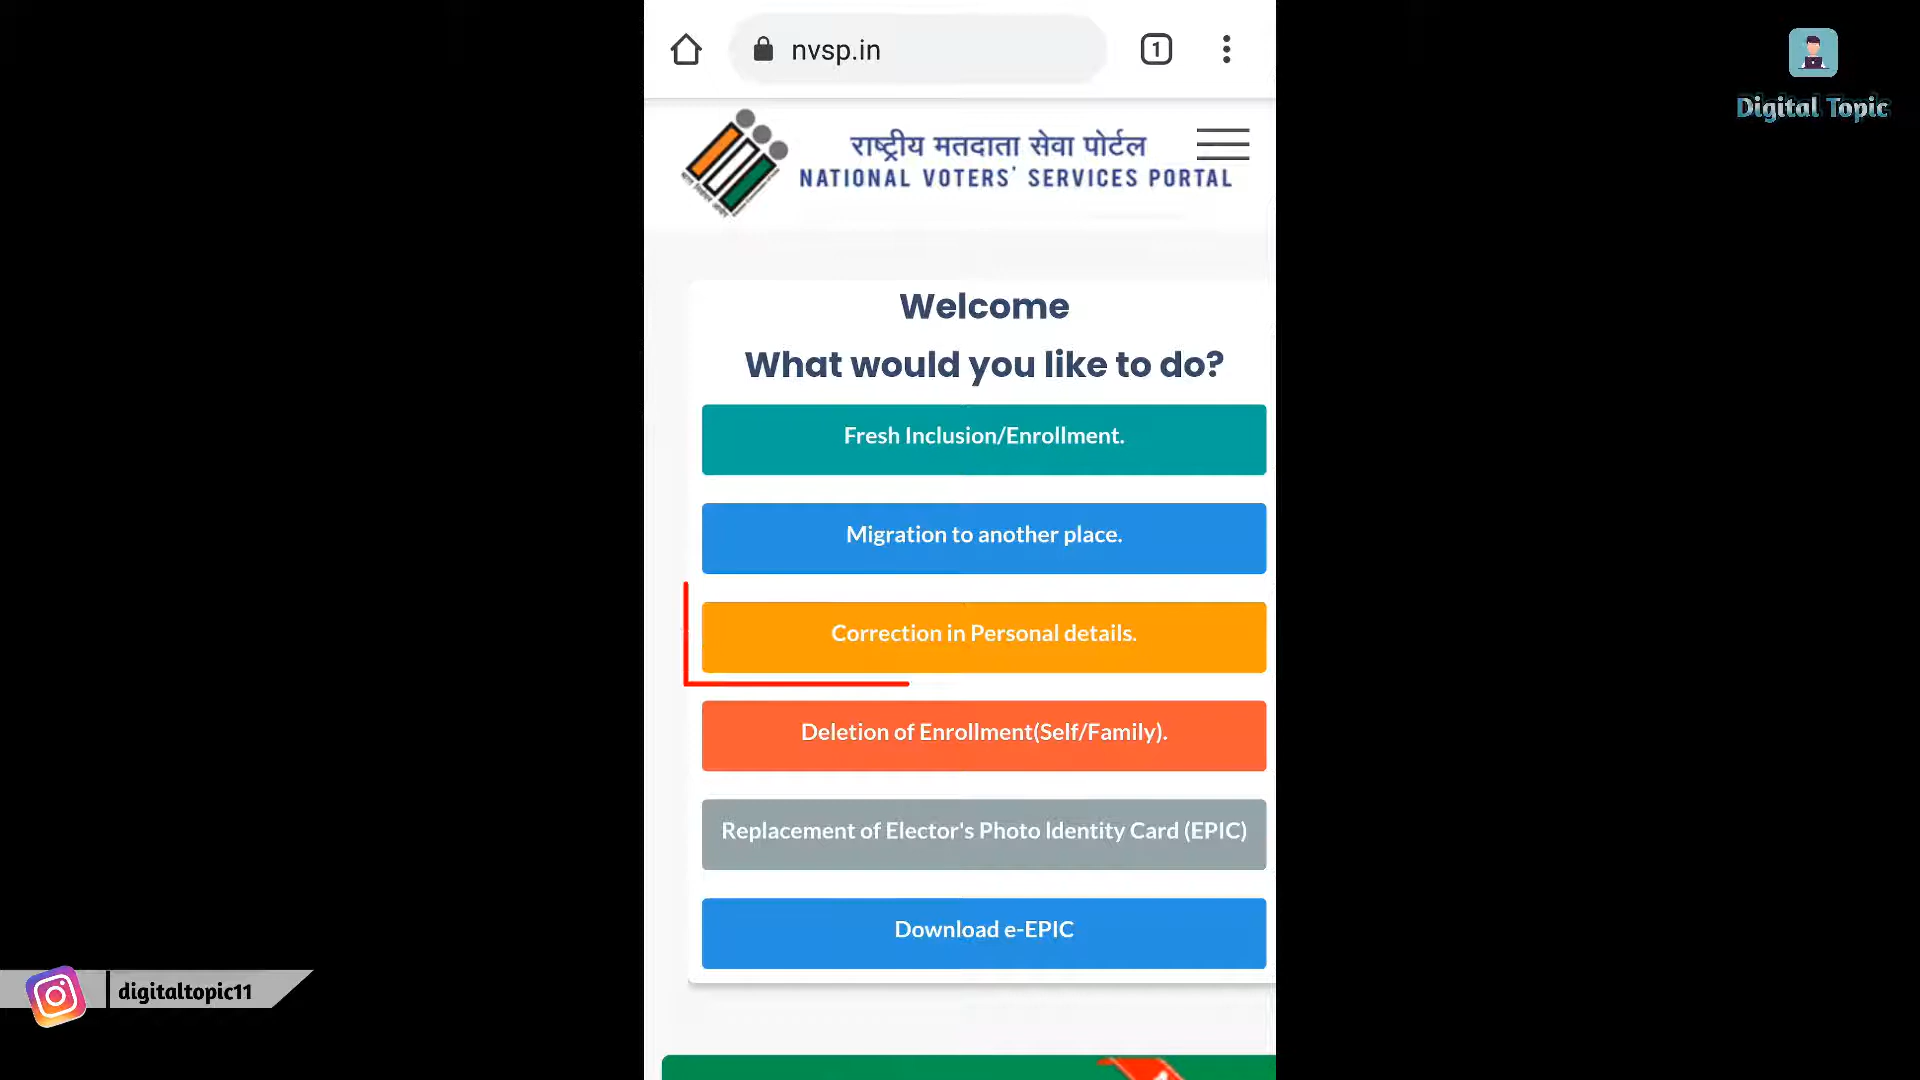 nvsp.in
1
Digital Topic
राष्ट्रीय मतदाता सेवा पोर्टल
NATIONAL VOTERS' SERVICES PORTAL
Welcome
What would you like to do?
Fresh Inclusion/Enrollment.
Migration to another place.
Correction in Personal details.
Deletion of Enrollment(Self/Family).
Replacement of Elector's Photo Identity Card (EPIC)
Download e-EPIC
digitaltopic11